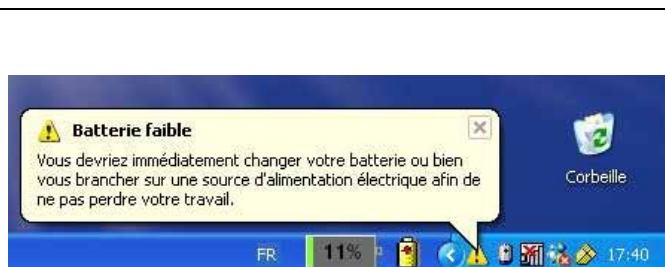 Batterie faible
Vous devriez immédiatement changer votre batterie ou bien
vous brancher sur une source d'alimentation électrique afin de
ne pas perdre votre travail.
Corbeille
FR 11% 17:40